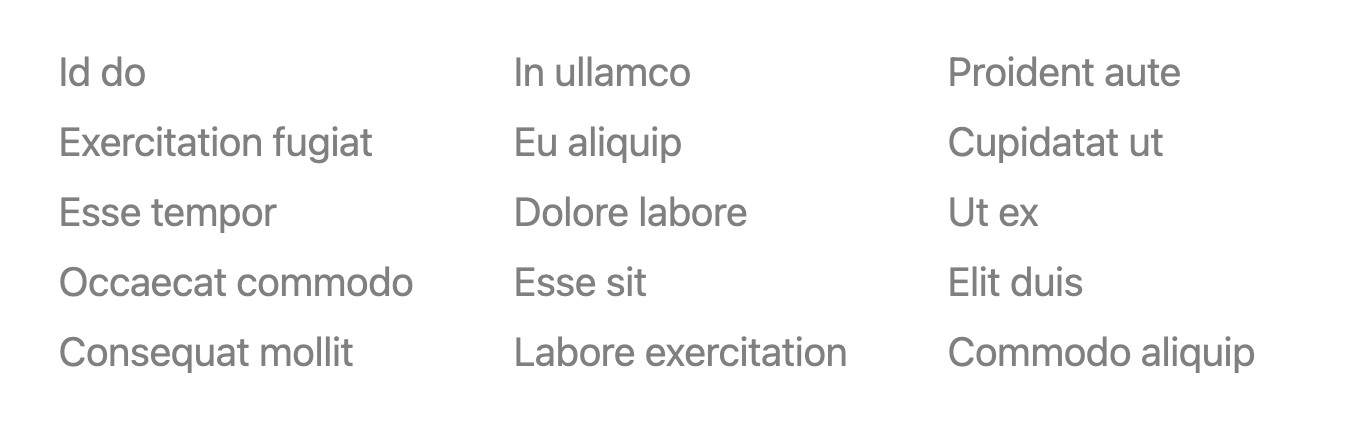 Id do
Exercitation fugiat
Esse tempor
Occaecat commodo
Consequat mollit
In ullamco
Eu aliquip
Dolore labore
Esse sit
Labore exercitation
Proident aute
Cupidatat ut
Ut ex
Elit duis
Commodo aliquip